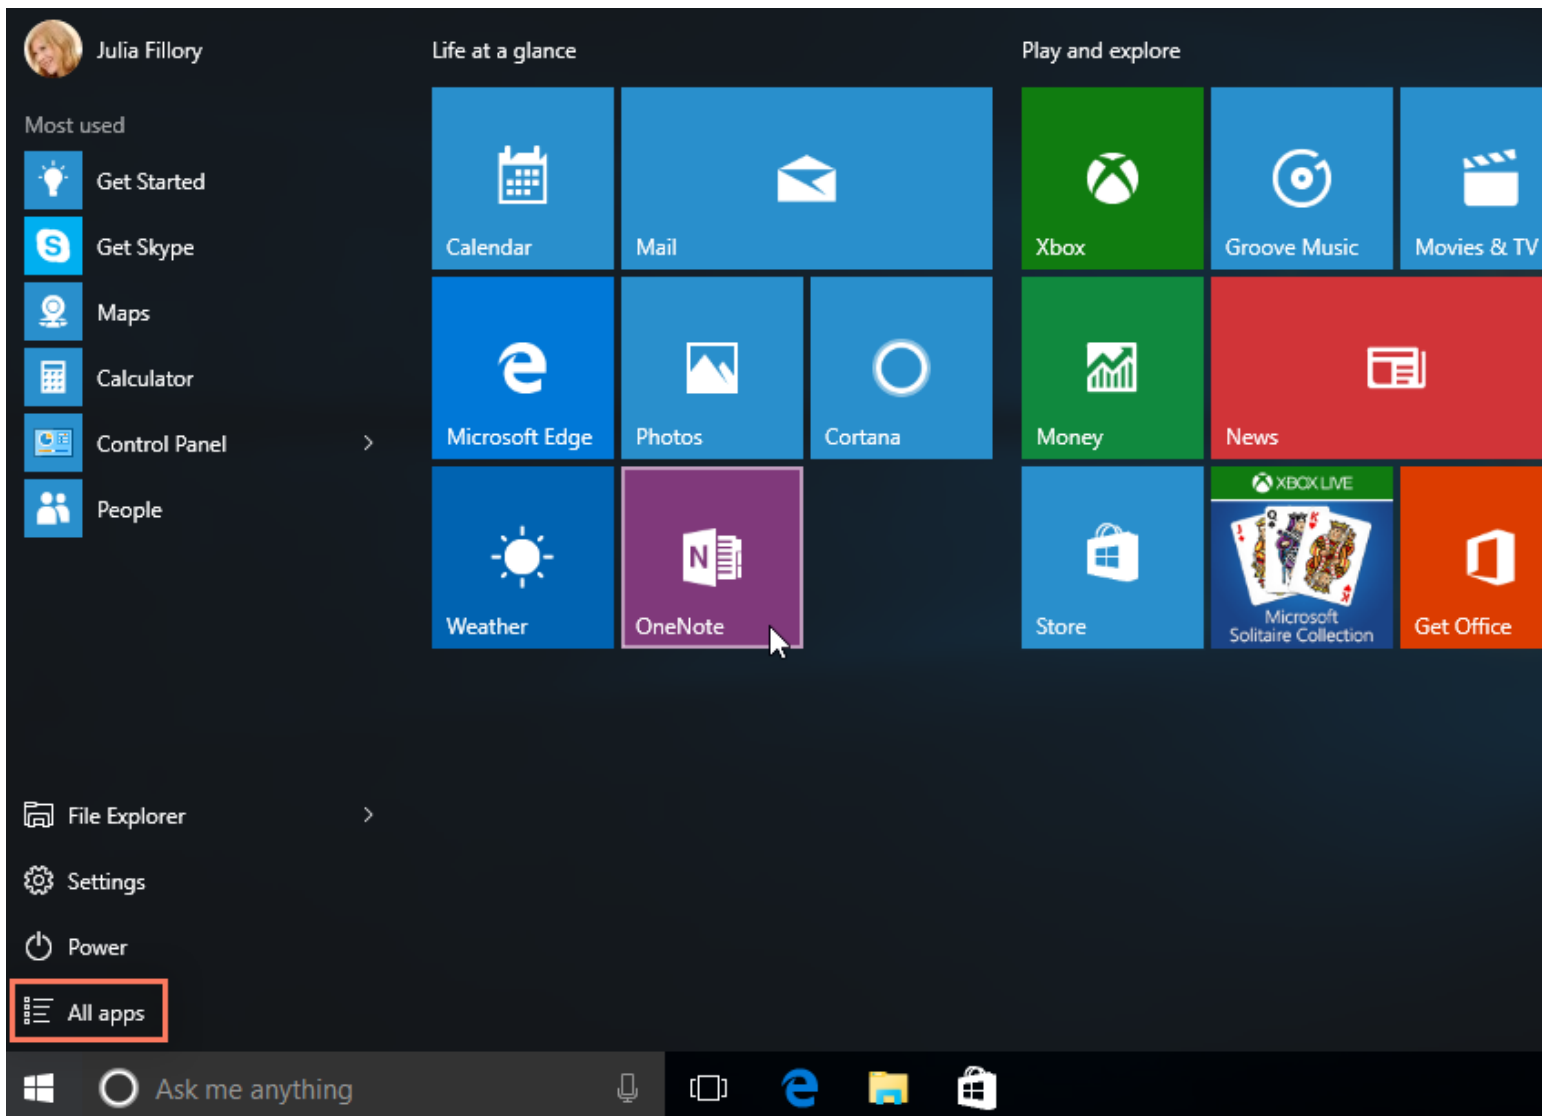 Julia Fillory
Most used
Get Started
Get Skype
Maps
Calculator
Control Panel
People
File Explorer
Settings
Power
All apps
Life at a glance
Calendar
Mail
Microsoft Edge
Photos
Cortana
Weather
OneNote
Play and explore
Xbox
Groove Music
Movies & TV
Money
News
Store
XBOX LIVE
Microsoft
Solitaire Collection
Get Office
Ask me anything